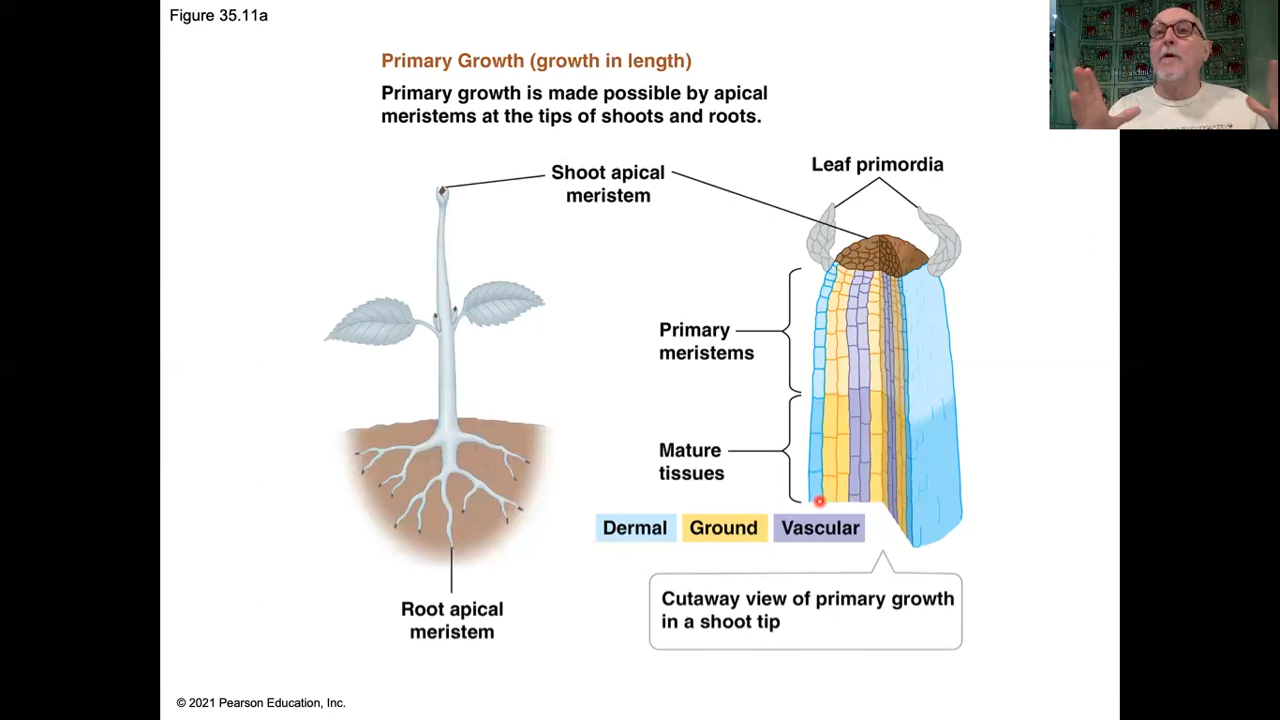 Figure 35.11a
Primary Growth (growth in length)
Primary growth is made possible by apical
meristems at the tips of shoots and roots.
Shoot apical
meristem
Leaf primordia
Primary
meristems
Mature
tissues
Dermal
Ground
Vascular
Cutaway view of primary growth
in a shoot tip
Root apical
meristem
© 2021 Pearson Education, Inc.